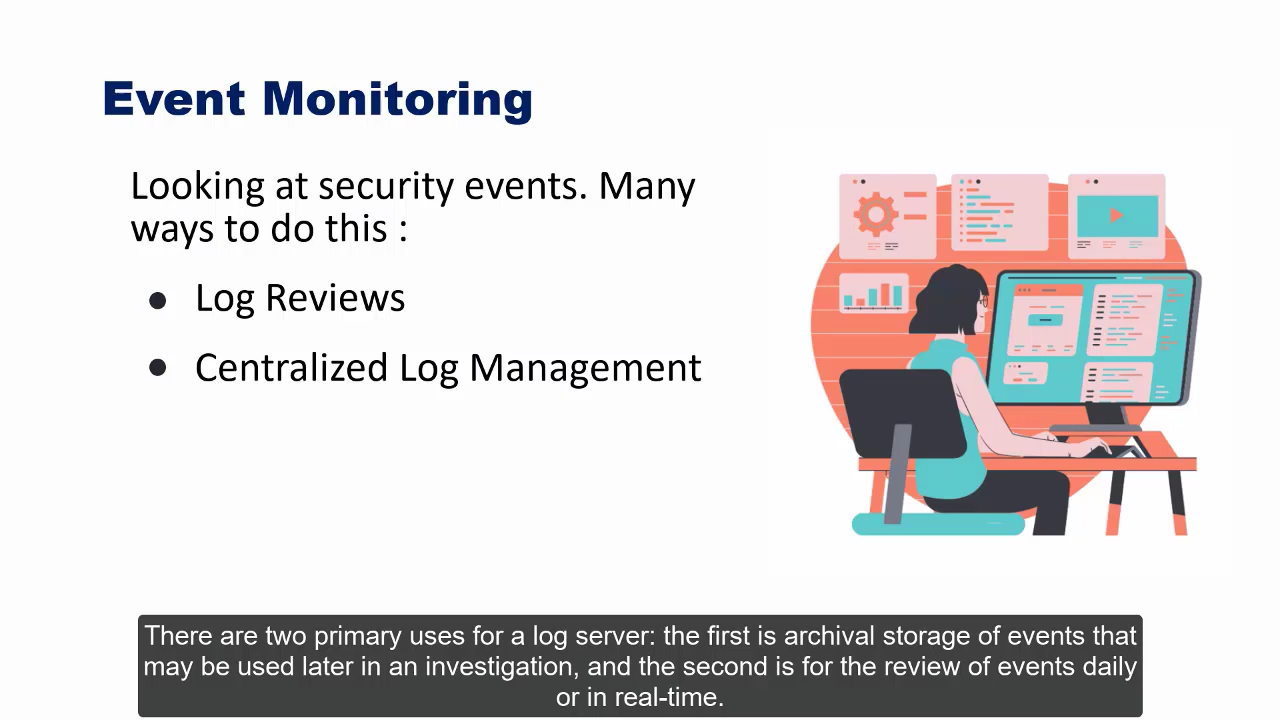 Event Monitoring
Looking at security events. Many
ways to do this :
● Log Reviews
● Centralized Log Management
There are two primary uses for a log server: the first is archival storage of events that
may be used later in an investigation, and the second is for the review of events daily
or in real-time.